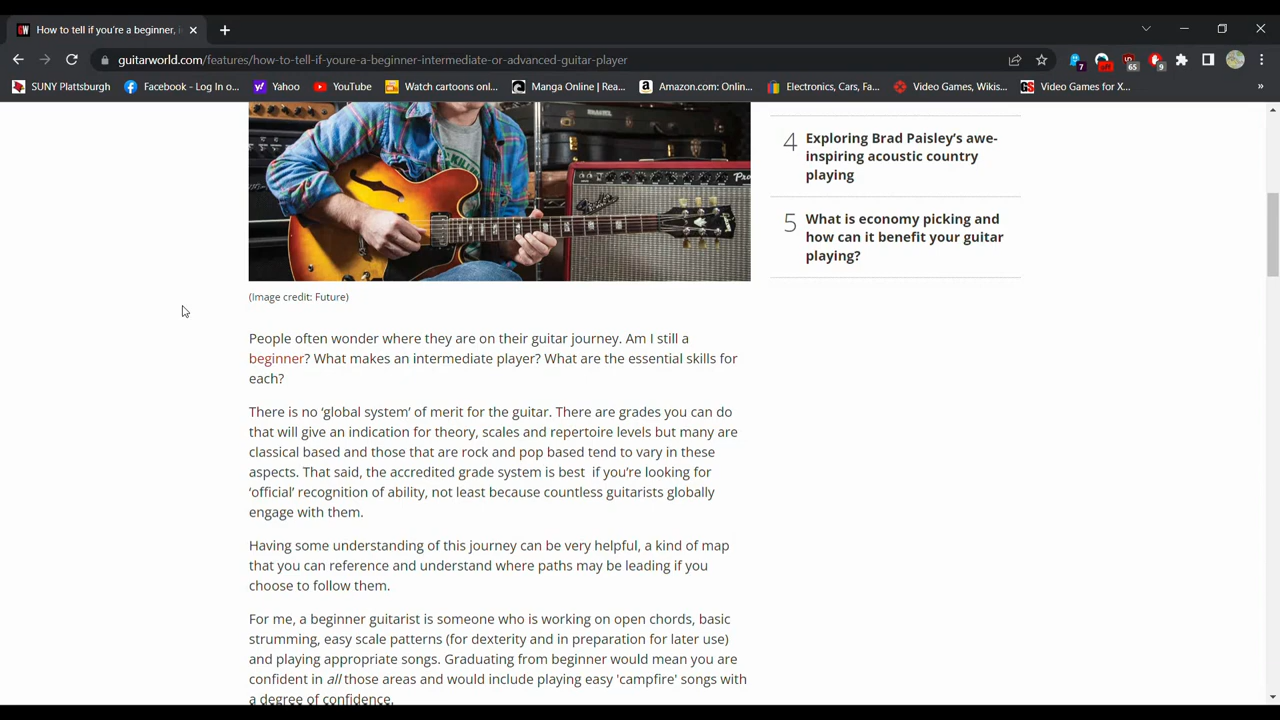 How to tell if you're a beginner,
guitarworld.com/features/how-to-tell-if-youre-a-beginner-intermediate-or-advanced-guitar-player
7
65
9
SUNY Plattsburgh
Facebook - Log In o...
Yahoo
YouTube
Watch cartoons onl...
Manga Online | Rea...
Amazon.com: Onlin...
Electronics, Cars, Fa...
Video Games, Wikis...
Video Games for X...
»
4 Exploring Brad Paisley's awe-
inspiring acoustic country
playing
5 What is economy picking and
how can it benefit your guitar
playing?
(Image credit: Future)
People often wonder where they are on their guitar journey. Am I still a
beginner? What makes an intermediate player? What are the essential skills for
each?
There is no ‘global system’ of merit for the guitar. There are grades you can do
that will give an indication for theory, scales and repertoire levels but many are
classical based and those that are rock and pop based tend to vary in these
aspects. That said, the accredited grade system is best if you’re looking for
‘official’ recognition of ability, not least because countless guitarists globally
engage with them.
Having some understanding of this journey can be very helpful, a kind of map
that you can reference and understand where paths may be leading if you
choose to follow them.
For me, a beginner guitarist is someone who is working on open chords, basic
strumming, easy scale patterns (for dexterity and in preparation for later use)
and playing appropriate songs. Graduating from beginner would mean you are
confident in all those areas and would include playing easy 'campfire' songs with
a degree of confidence.